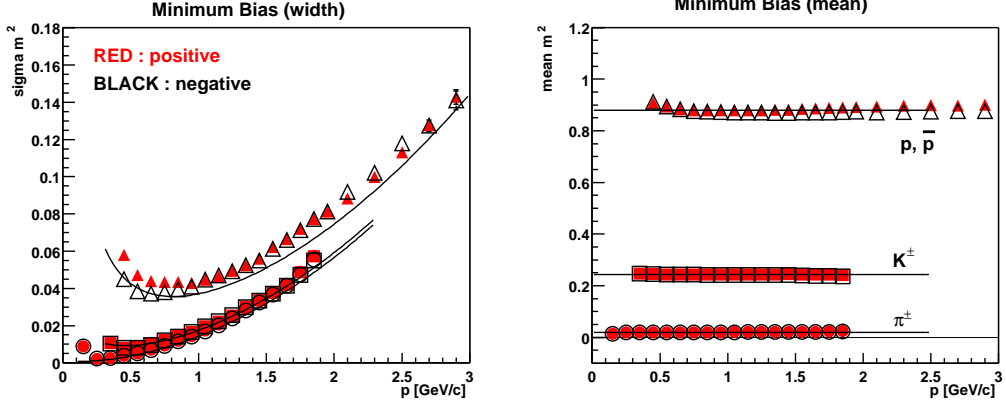 Minimum Bias (width)
sigma m 2
0.18
0.16
0.14
0.12
0.1
0.08
0.06
0.04
0.02
0
RED : positive
BLACK : negative
0 0.5 1 1.5 2 2.5 3
p [GeV/c]
Minimum Bias (mean)
mean m 2
1.2
1
0.8
0.6
0.4
0.2
0
p, p̅
K±
π±
0 0.5 1 1.5 2 2.5 3
p [GeV/c]